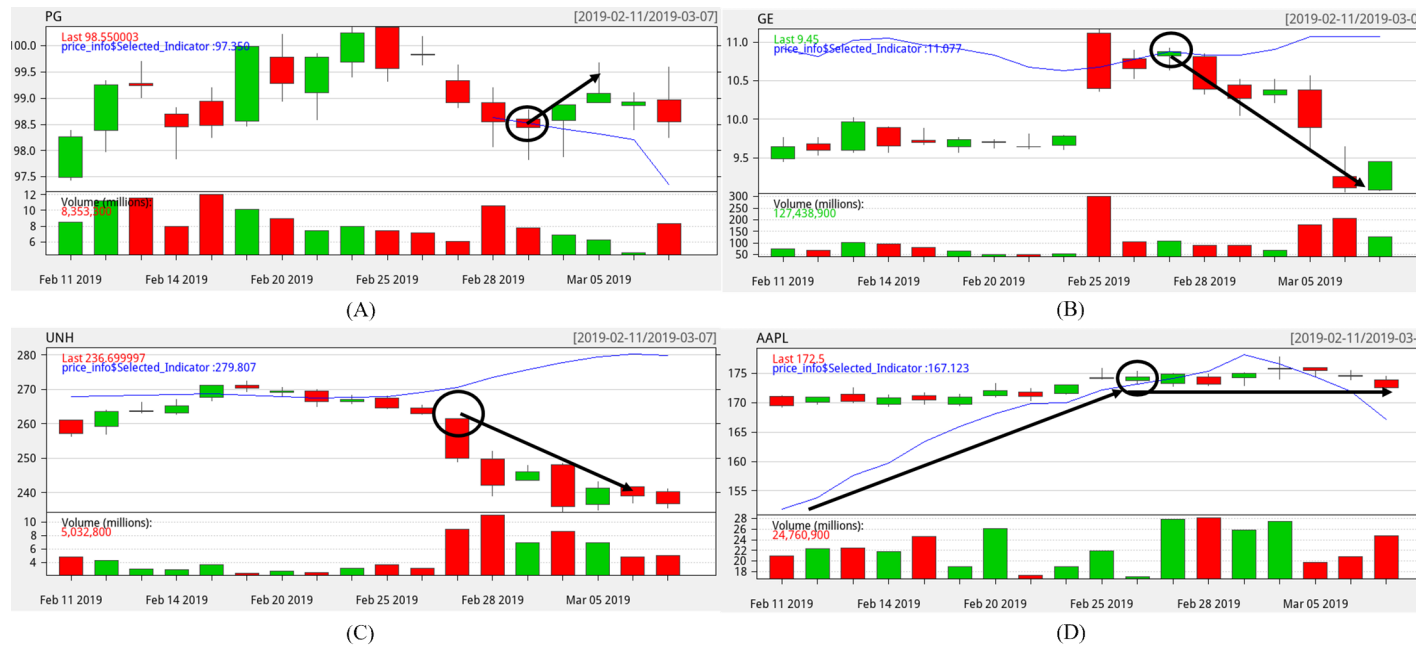 PG [2019-02-11/2019-03-07]
Last 98.550003
price_info$Selected_Indicator :97.350
100.0
99.5
99.0
98.5
98.0
97.5
12
10
8
6
Volume (millions):
8,353,300
Feb 11 2019 Feb 14 2019 Feb 20 2019 Feb 25 2019 Feb 28 2019 Mar 05 2019
(A)
GE [2019-02-11/2019-03-0
Last 9.45
price_info$Selected_Indicator :11.077
11.0
10.5
10.0
9.5
300
250
200
150
100
50
Volume (millions):
127,438,900
Feb 11 2019 Feb 14 2019 Feb 20 2019 Feb 25 2019 Feb 28 2019 Mar 05 2019
(B)
UNH [2019-02-11/2019-03-07]
Last 236.699997
price_info$Selected_Indicator :279.807
280
270
260
250
240
10
8
6
4
Volume (millions):
5,032,800
Feb 11 2019 Feb 14 2019 Feb 20 2019 Feb 25 2019 Feb 28 2019 Mar 05 2019
(C)
AAPL [2019-02-11/2019-03-
Last 172.5
price_info$Selected_Indicator :167.123
175
170
165
160
155
28
26
24
22
20
18
Volume (millions):
24,760,900
Feb 11 2019 Feb 14 2019 Feb 20 2019 Feb 25 2019 Feb 28 2019 Mar 05 2019
(D)